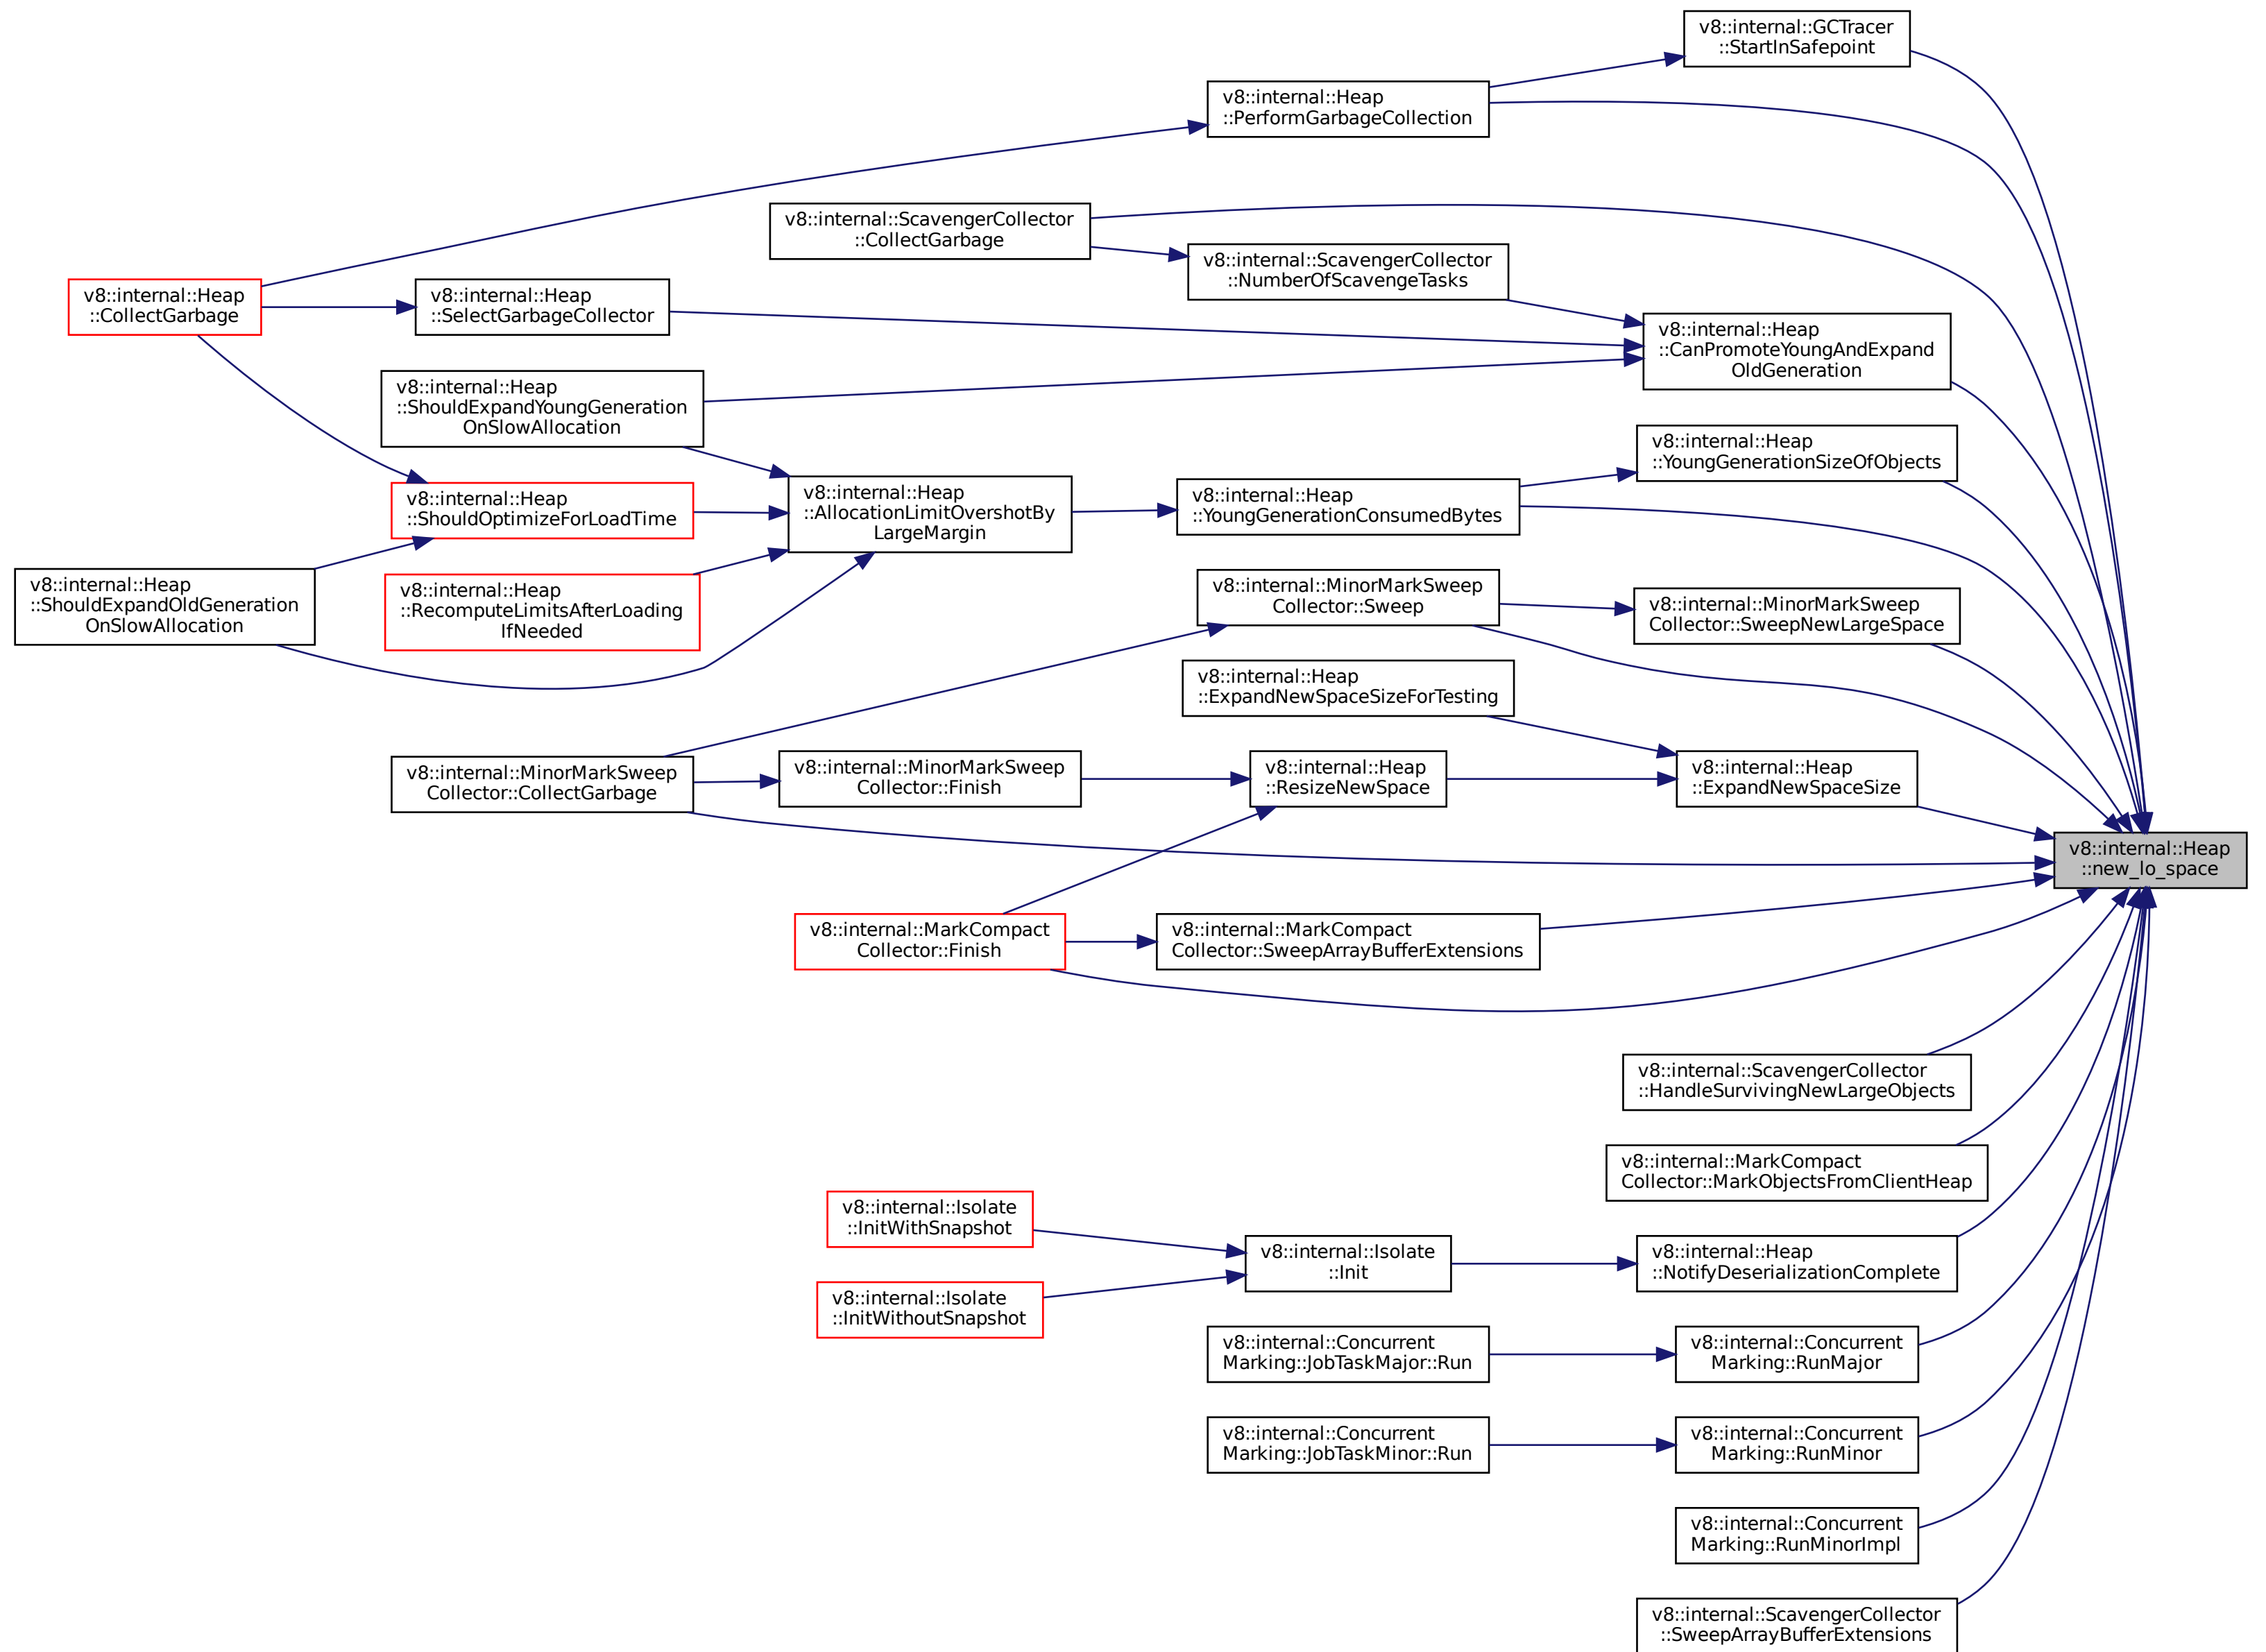 v8::internal::GCTracer
::StartInSafepoint
v8::internal::Heap
::PerformGarbageCollection
v8::internal::ScavengerCollector
::CollectGarbage
v8::internal::ScavengerCollector
::NumberOfScavengeTasks
v8::internal::Heap
::CollectGarbage
v8::internal::Heap
::SelectGarbageCollector
v8::internal::Heap
::CanPromoteYoungAndExpand
OldGeneration
v8::internal::Heap
::ShouldExpandYoungGeneration
OnSlowAllocation
v8::internal::Heap
::YoungGenerationSizeOfObjects
v8::internal::Heap
::ShouldOptimizeForLoadTime
v8::internal::Heap
::AllocationLimitOvershotBy
LargeMargin
v8::internal::Heap
::YoungGenerationConsumedBytes
v8::internal::Heap
::ShouldExpandOldGeneration
OnSlowAllocation
v8::internal::Heap
::RecomputeLimitsAfterLoading
IfNeeded
v8::internal::MinorMarkSweep
Collector::Sweep
v8::internal::MinorMarkSweep
Collector::SweepNewLargeSpace
v8::internal::Heap
::ExpandNewSpaceSizeForTesting
v8::internal::MinorMarkSweep
Collector::CollectGarbage
v8::internal::MinorMarkSweep
Collector::Finish
v8::internal::Heap
::ResizeNewSpace
v8::internal::Heap
::ExpandNewSpaceSize
v8::internal::Heap
::new_lo_space
v8::internal::MarkCompact
Collector::Finish
v8::internal::MarkCompact
Collector::SweepArrayBufferExtensions
v8::internal::ScavengerCollector
::HandleSurvivingNewLargeObjects
v8::internal::MarkCompact
Collector::MarkObjectsFromClientHeap
v8::internal::Isolate
::InitWithSnapshot
v8::internal::Isolate
::Init
v8::internal::Heap
::NotifyDeserializationComplete
v8::internal::Isolate
::InitWithoutSnapshot
v8::internal::Concurrent
Marking::JobTaskMajor::Run
v8::internal::Concurrent
Marking::RunMajor
v8::internal::Concurrent
Marking::JobTaskMinor::Run
v8::internal::Concurrent
Marking::RunMinor
v8::internal::Concurrent
Marking::RunMinorImpl
v8::internal::ScavengerCollector
::SweepArrayBufferExtensions